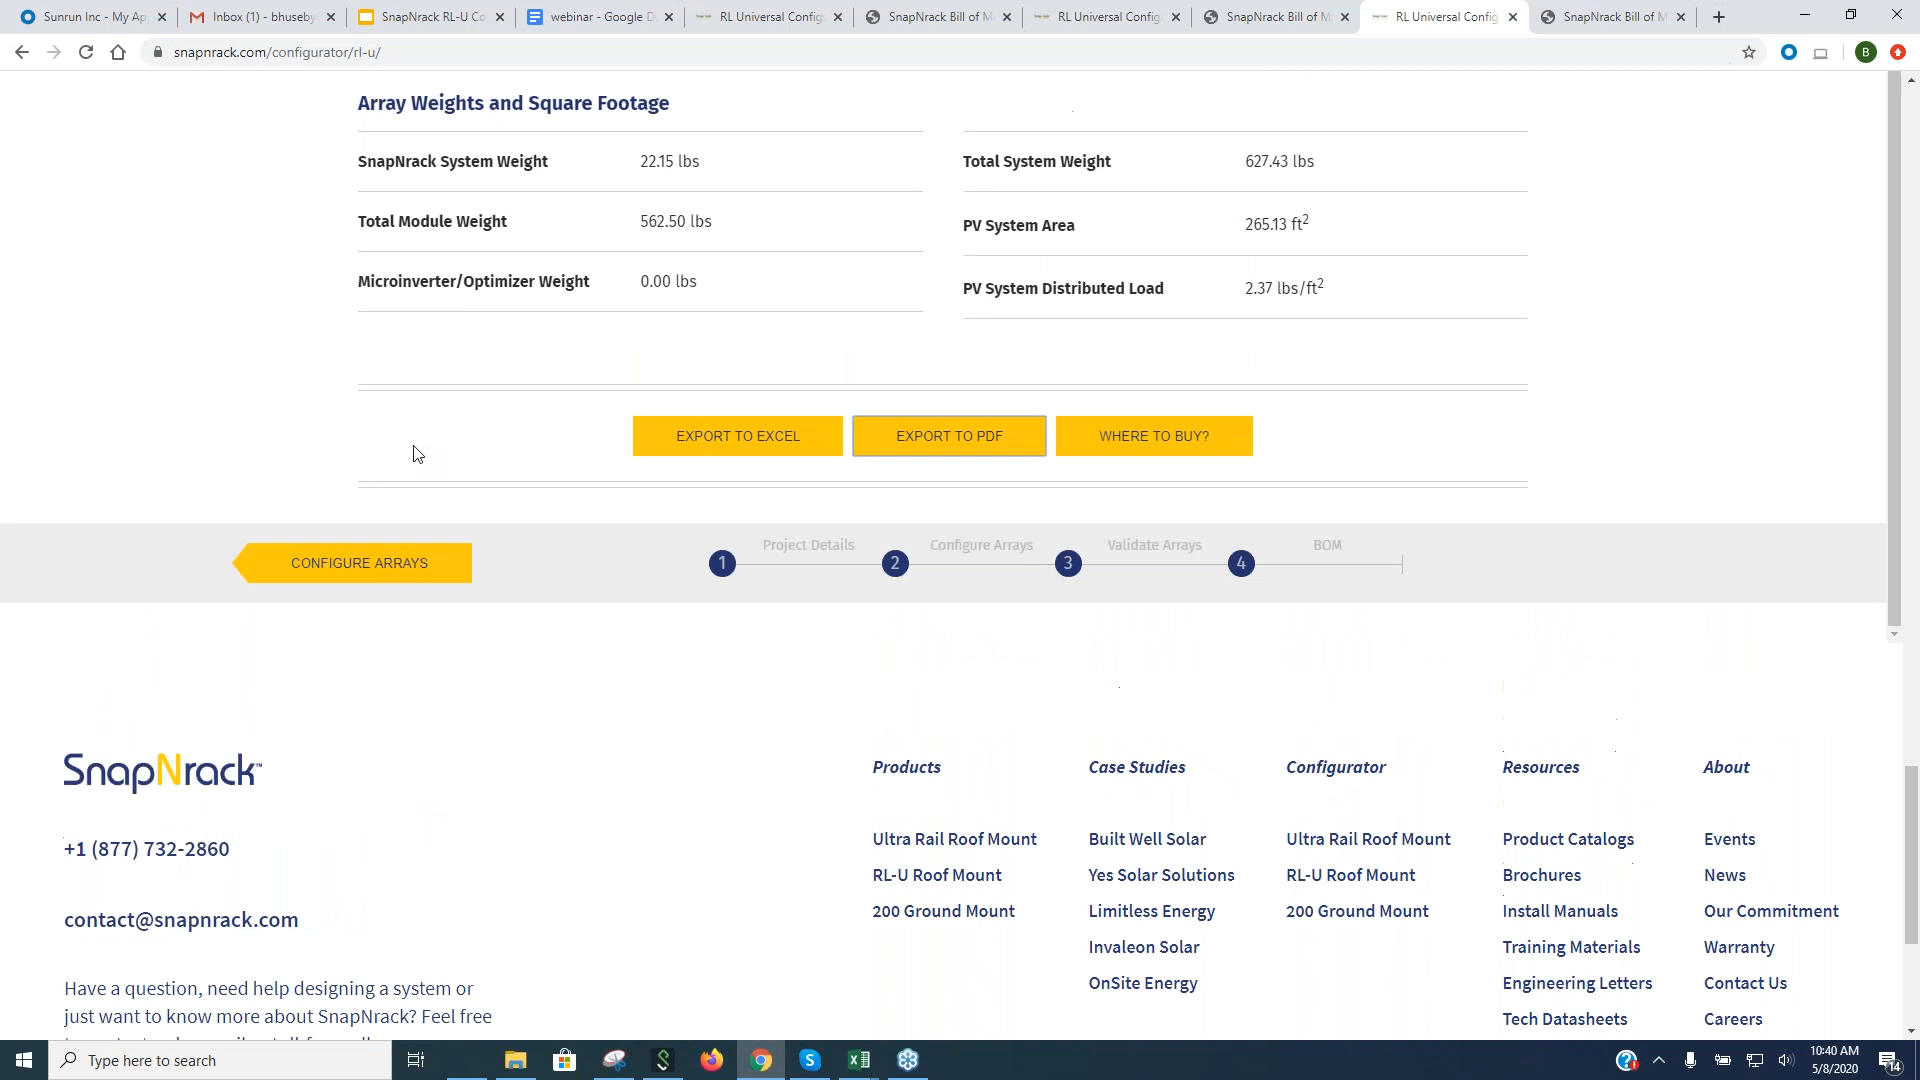 Sunrun Inc - My Ap
Inbox (1) - bhuseby
SnapNrack RL-U Co
webinar - Google D
RL Universal Config
SnapNrack Bill of M
RL Universal Config
SnapNrack Bill of M
RL Universal Config
SnapNrack Bill of M
snapnrack.com/configurator/rl-u/
B
Array Weights and Square Footage
SnapNrack System Weight 22.15 lbs
Total System Weight 627.43 lbs
Total Module Weight 562.50 lbs
PV System Area 265.13 ft2
Microinverter/Optimizer Weight 0.00 lbs
PV System Distributed Load 2.37 lbs/ft2
EXPORT TO EXCEL
EXPORT TO PDF
WHERE TO BUY?
CONFIGURE ARRAYS
1 Project Details
2 Configure Arrays
3 Validate Arrays
4 BOM
SnapNrack™
+1 (877) 732-2860
contact@snapnrack.com
Have a question, need help designing a system or
just want to know more about SnapNrack? Feel free
Products
Ultra Rail Roof Mount
RL-U Roof Mount
200 Ground Mount
Case Studies
Built Well Solar
Yes Solar Solutions
Limitless Energy
Invaleon Solar
OnSite Energy
Configurator
Ultra Rail Roof Mount
RL-U Roof Mount
200 Ground Mount
Resources
Product Catalogs
Brochures
Install Manuals
Training Materials
Engineering Letters
Tech Datasheets
About
Events
News
Our Commitment
Warranty
Contact Us
Careers
Type here to search
10:40 AM
5/8/2020
14